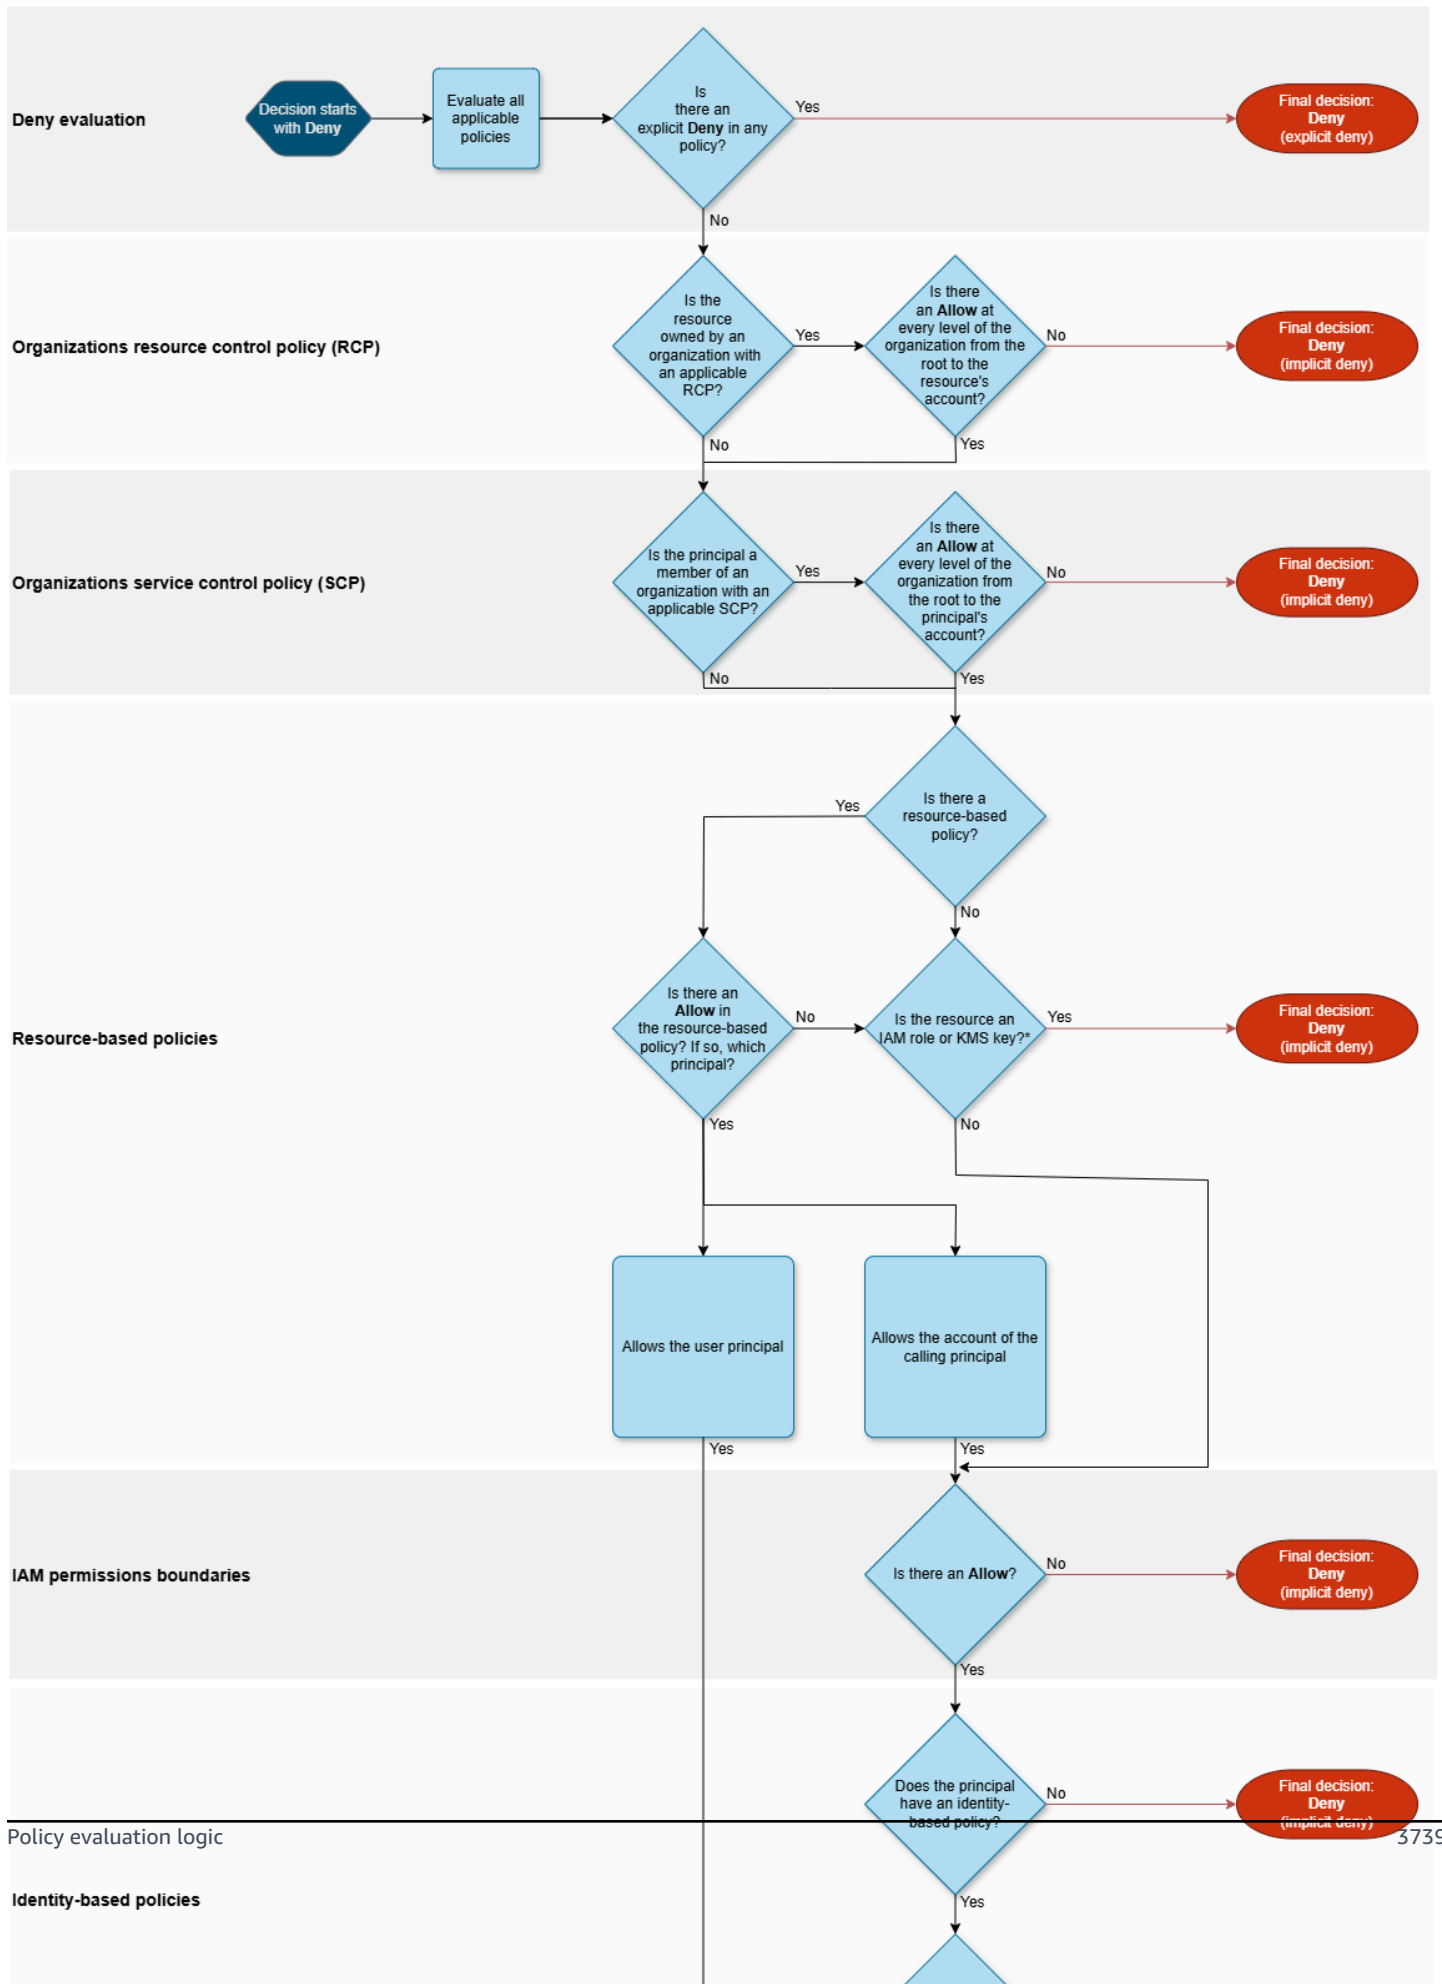 Deny evaluation
Decision starts
with Deny
Evaluate all
applicable
policies
Is
there an
explicit Deny in any
policy?
Yes
Final decision:
Deny
(explicit deny)
No
Organizations resource control policy (RCP)
Is the
resource
owned by an
organization with
an applicable
RCP?
Yes
Is there
an Allow at
every level of the
organization from the
root to the
resource's
account?
No
Final decision:
Deny
(implicit deny)
No
Yes
Organizations service control policy (SCP)
Is the principal a
member of an
organization with an
applicable SCP?
Yes
Is there
an Allow at
every level of the
organization from
the root to the
principal's
account?
No
Final decision:
Deny
(implicit deny)
No
Yes
Is there a
resource-based
policy?
Yes
No
Resource-based policies
Is there an
Allow in
the resource-based
policy? If so, which
principal?
No
Is the resource an
IAM role or KMS key?*
Yes
Final decision:
Deny
(implicit deny)
Yes
No
Allows the user principal
Allows the account of the
calling principal
Yes
Yes
IAM permissions boundaries
Is there an Allow?
No
Final decision:
Deny
(implicit deny)
Yes
Does the principal
have an identity-
based policy?
No
Final decision:
Deny
(implicit deny)
Policy evaluation logic
3739
Identity-based policies
Yes